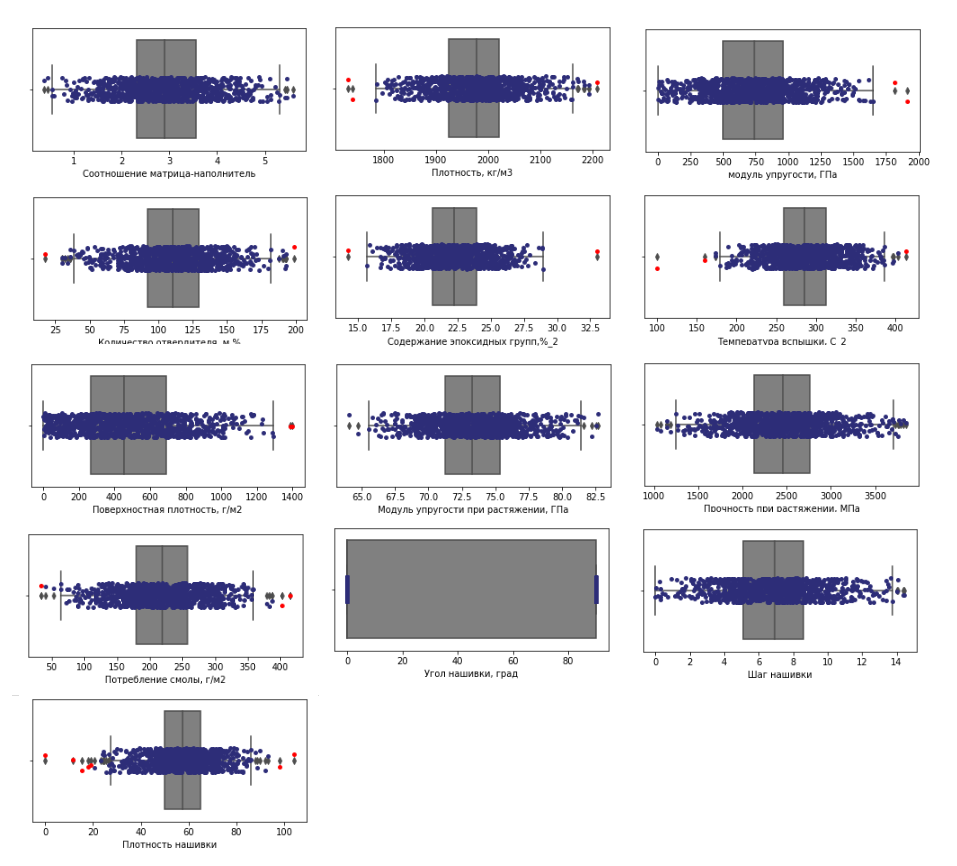 1 2 3 4 5
Соотношение матрица-наполнитель
1800 1900 2000 2100 2200
Плотность, кг/м3
0 250 500 750 1000 1250 1500 1750 2000
модуль упругости, ГПа
25 50 75 100 125 150 175 200
Количество отвердителя, м.%
15.0 17.5 20.0 22.5 25.0 27.5 30.0 32.5
Содержание эпоксидных групп,%_2
100 150 200 250 300 350 400
Температура вспышки, С_2
0 200 400 600 800 1000 1200 1400
Поверхностная плотность, г/м2
65.0 67.5 70.0 72.5 75.0 77.5 80.0 82.5
Модуль упругости при растяжении, ГПа
1000 1500 2000 2500 3000 3500
Прочность при растяжении, МПа
50 100 150 200 250 300 350 400
Потребление смолы, г/м2
0 20 40 60 80
Угол нашивки, град
0 2 4 6 8 10 12 14
Шаг нашивки
0 20 40 60 80 100
Плотность нашивки